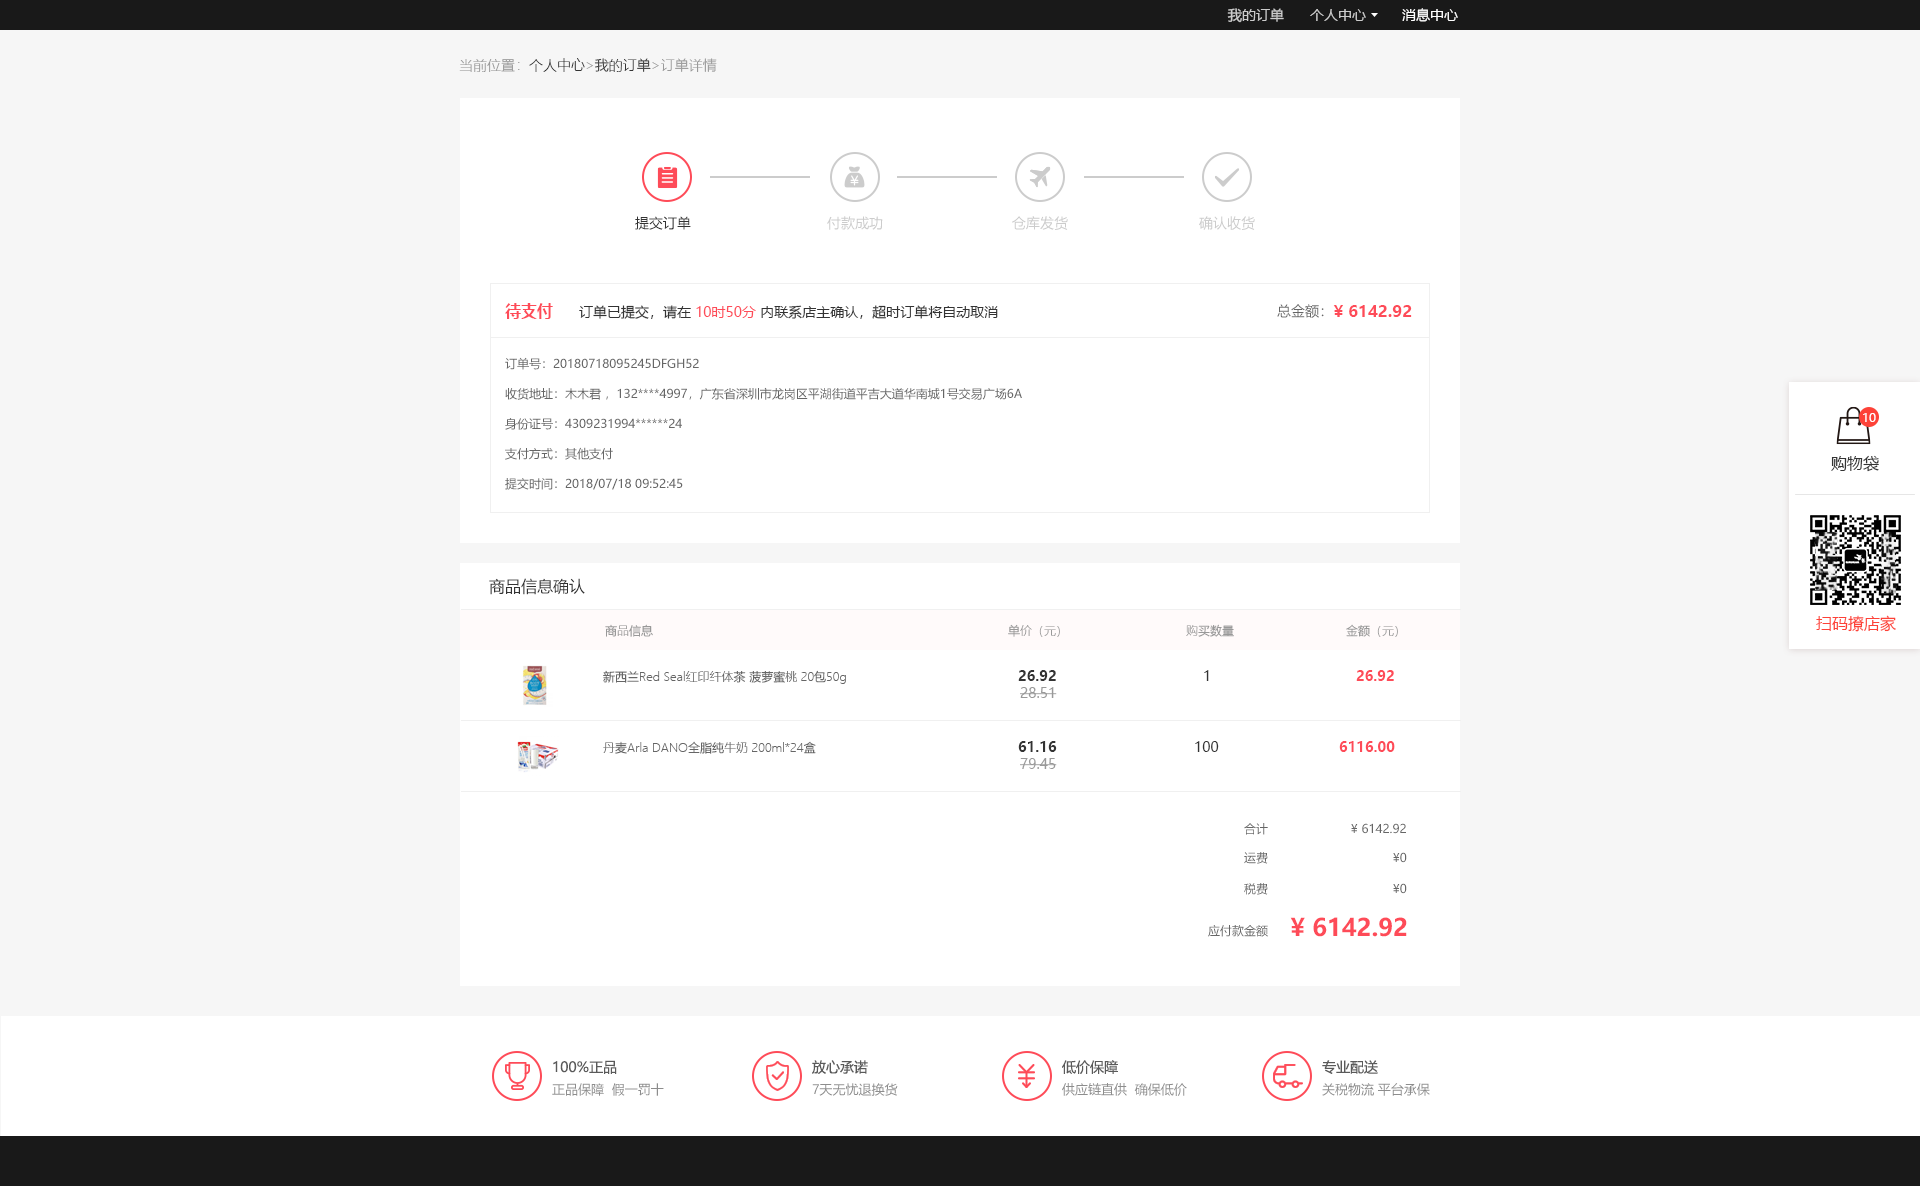 我的订单 个人中心 消息中心
当前位置：个人中心>我的订单>订单详情
提交订单 付款成功 仓库发货 确认收货
待支付 订单已提交，请在 10时50分 内联系店主确认，超时订单将自动取消 总金额：¥ 6142.92
订单号：20180718095245DFGH52
收货地址：木木君 ，132****4997，广东省深圳市龙岗区平湖街道平吉大道华南城1号交易广场6A
身份证号：4309231994******24
支付方式：其他支付
提交时间：2018/07/18 09:52:45
10
购物袋
扫码撩店家
商品信息确认
商品信息 单价（元） 购买数量 金额（元）
新西兰Red Seal红印纤体茶 菠萝蜜桃 20包50g 26.92 1 26.92
28.51
丹麦Arla DANO全脂纯牛奶 200ml*24盒 61.16 100 6116.00
79.45
合计 ¥ 6142.92
运费 ¥0
税费 ¥0
应付款金额 ¥ 6142.92
100%正品 放心承诺 低价保障 专业配送
正品保障 假一罚十 7天无忧退换货 供应链直供 确保低价 关税物流 平台承保